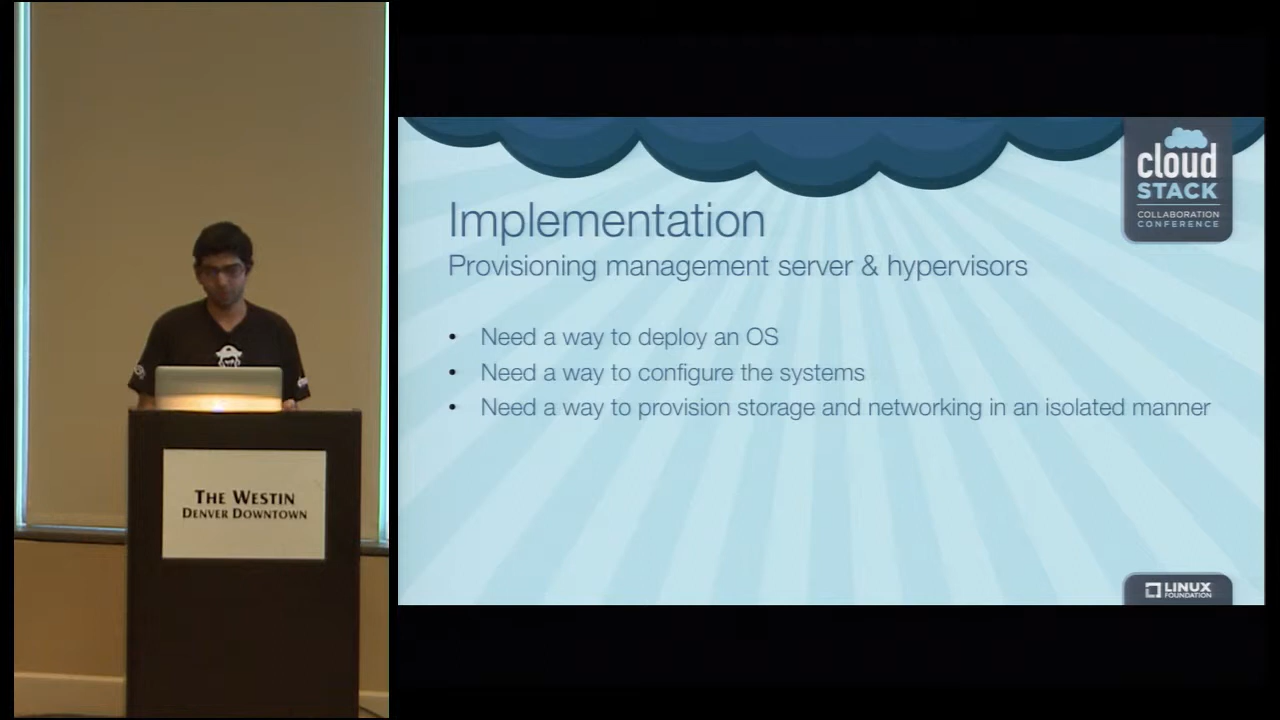 cloud
STACK
COLLABORATION
CONFERENCE
Implementation
Provisioning management server & hypervisors
• Need a way to deploy an OS
• Need a way to configure the systems
• Need a way to provision storage and networking in an isolated manner
THE WESTIN
DENVER DOWNTOWN
LINUX
FOUNDATION